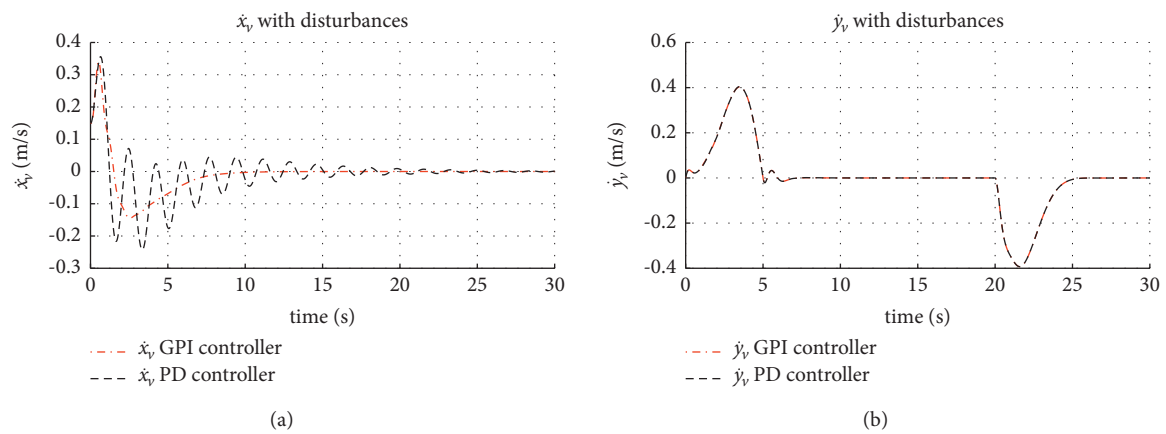 ẋᵥ with disturbances
0.4
0.3
0.2
0.1
0
-0.1
-0.2
-0.3
ẋᵥ (m/s)
0 5 10 15 20 25 30
time (s)
ẋᵥ GPI controller
ẋᵥ PD controller
(a)
ẏᵥ with disturbances
0.6
0.4
0.2
0
-0.2
-0.4
ẏᵥ (m/s)
0 5 10 15 20 25 30
time (s)
ẏᵥ GPI controller
ẏᵥ PD controller
(b)